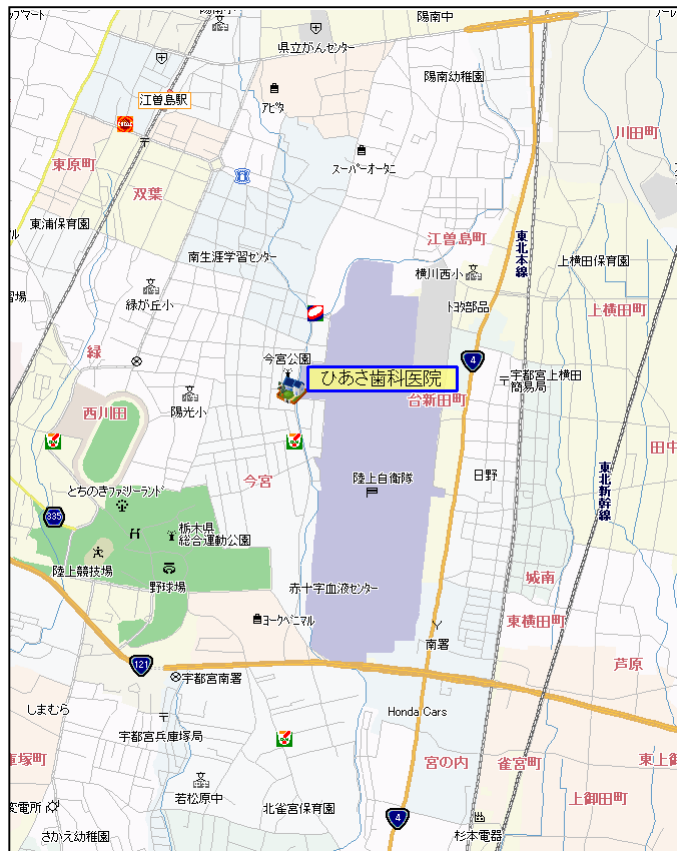 陽南中
県立がんセンター
陽南幼稚園
江曽島駅
アピタ
川田町
スーパーオータニ
東原町
双葉
東浦保育園
江曽島町
東北本線
南生涯学習センター
横川西小
上横田保育園
緑が丘小
トヨタ部品
上横田町
今宮公園
4
緑
ひあさ歯科医院
宇都宮上横田
簡易局
台新田町
陽光小
西川田
田中
今宮
陸上自衛隊
日野
とちのきファミリーランド
東北新幹線
335
栃木県
総合運動公園
陸上競技場
野球場
赤十字血液センター
城南
ヨークベニマル
東横田町
南署
芦原
121
宇都宮南署
しまむら
Honda Cars
宇都宮兵庫塚局
宮の内
雀宮町
若松原中
北雀宮保育園
上御田町
4
さかえ幼稚園
杉本電器